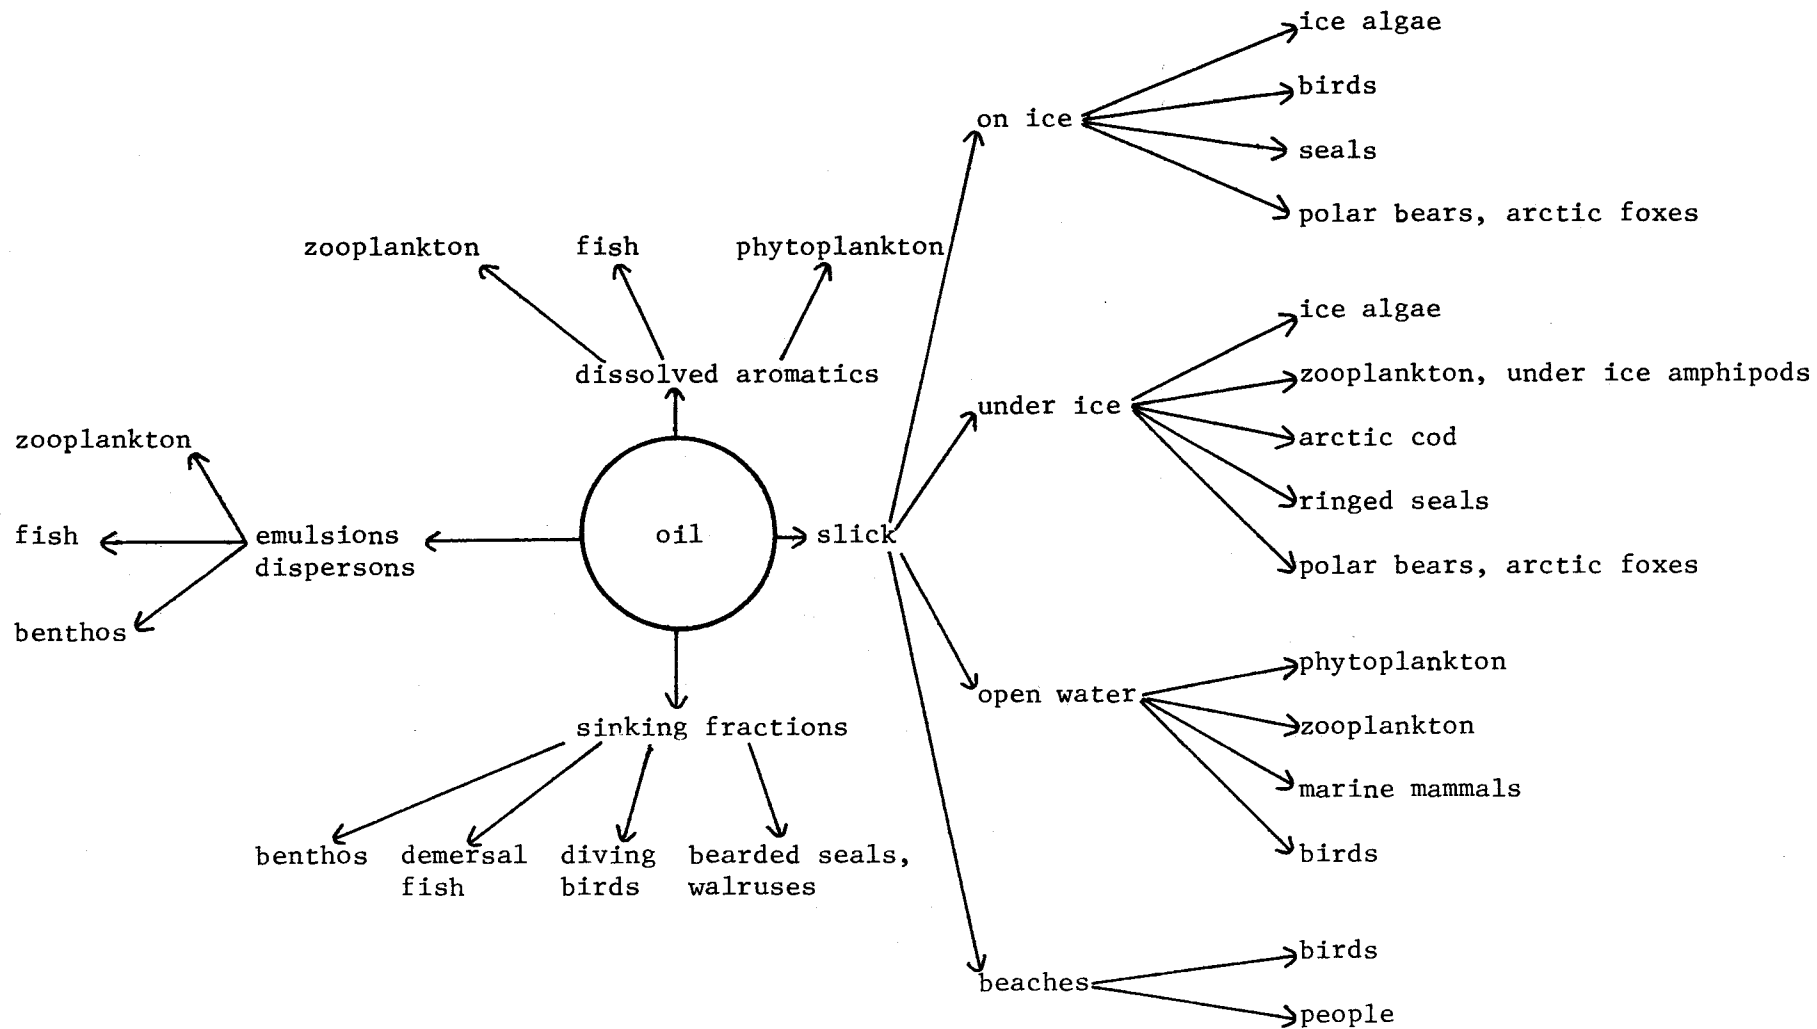 ice algae
birds
on ice
seals
polar bears, arctic foxes
zooplankton
fish
phytoplankton
ice algae
dissolved aromatics
zooplankton, under ice amphipods
under ice
arctic cod
zooplankton
ringed seals
fish
emulsions
dispersons
oil
slick
polar bears, arctic foxes
benthos
phytoplankton
open water
sinking fractions
zooplankton
marine mammals
benthos
demersal
fish
diving
birds
bearded seals,
walruses
birds
birds
beaches
people